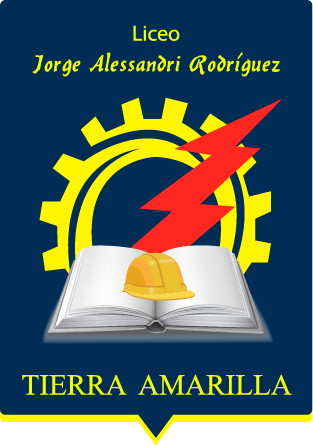 Liceo
Jorge Alessandri Rodríguez
TIERRA AMARILLA